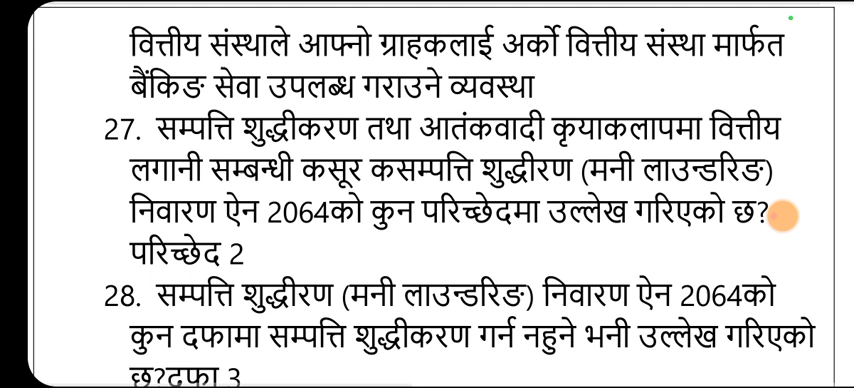 वित्तीय संस्थाले आफ्नो ग्राहकलाई अर्को वित्तीय संस्था मार्फत
बैंकिङ सेवा उपलब्ध गराउने व्यवस्था
27. सम्पत्ति शुद्धीकरण तथा आतंकवादी कृयाकलापमा वित्तीय
लगानी सम्बन्धी कसूर कसम्पत्ति शुद्धीरण (मनी लाउन्डरिङ)
निवारण ऐन 2064को कुन परिच्छेदमा उल्लेख गरिएको छ?
परिच्छेद 2
28. सम्पत्ति शुद्धीरण (मनी लाउन्डरिङ) निवारण ऐन 2064को
कुन दफामा सम्पत्ति शुद्धीकरण गर्न नहुने भनी उल्लेख गरिएको
छ?दफा 3